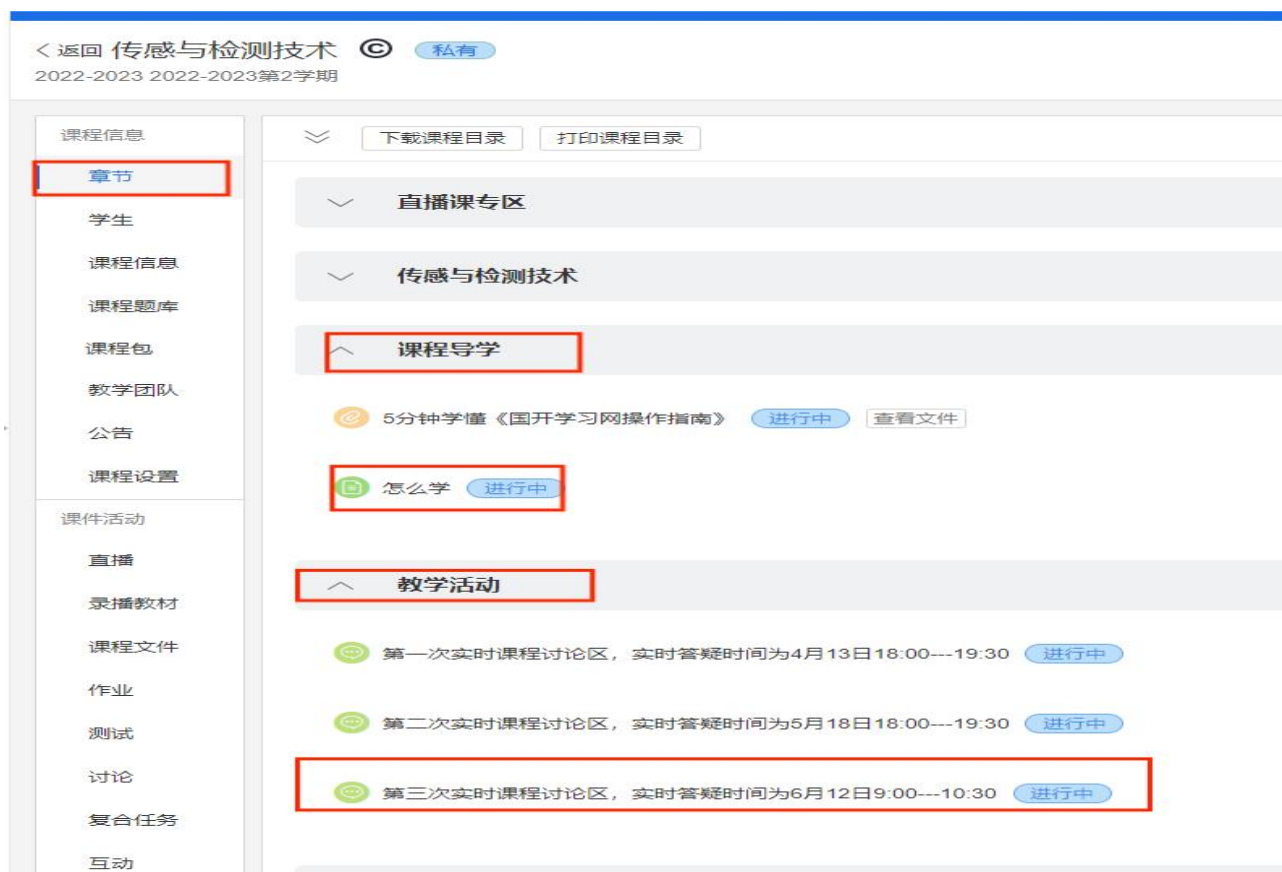 返回 传感与检测技术 © 私有
2022-2023 2022-2023第2学期
课程信息
章节
学生
课程信息
课程题库
课程包
教学团队
公告
课程设置
课件活动
直播
录播教材
课程文件
作业
测试
讨论
复合任务
互动
下载课程目录 打印课程目录
直播课专区
传感与检测技术
课程导学
5分钟学懂《国开学习网操作指南》 进行中 查看文件
怎么学 进行中
教学活动
第一次实时课程讨论区，实时答疑时间为4月13日18:00---19:30 进行中
第二次实时课程讨论区，实时答疑时间为5月18日18:00---19:30 进行中
第三次实时课程讨论区，实时答疑时间为6月12日9:00---10:30 进行中